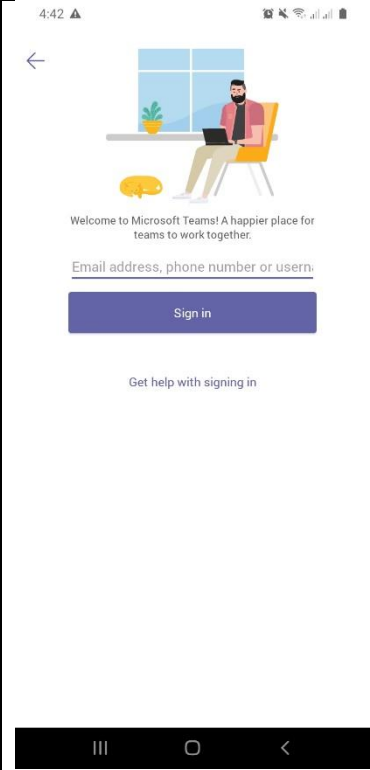 4:42
Welcome to Microsoft Teams! A happier place for
teams to work together.
Email address, phone number or userna
Sign in
Get help with signing in